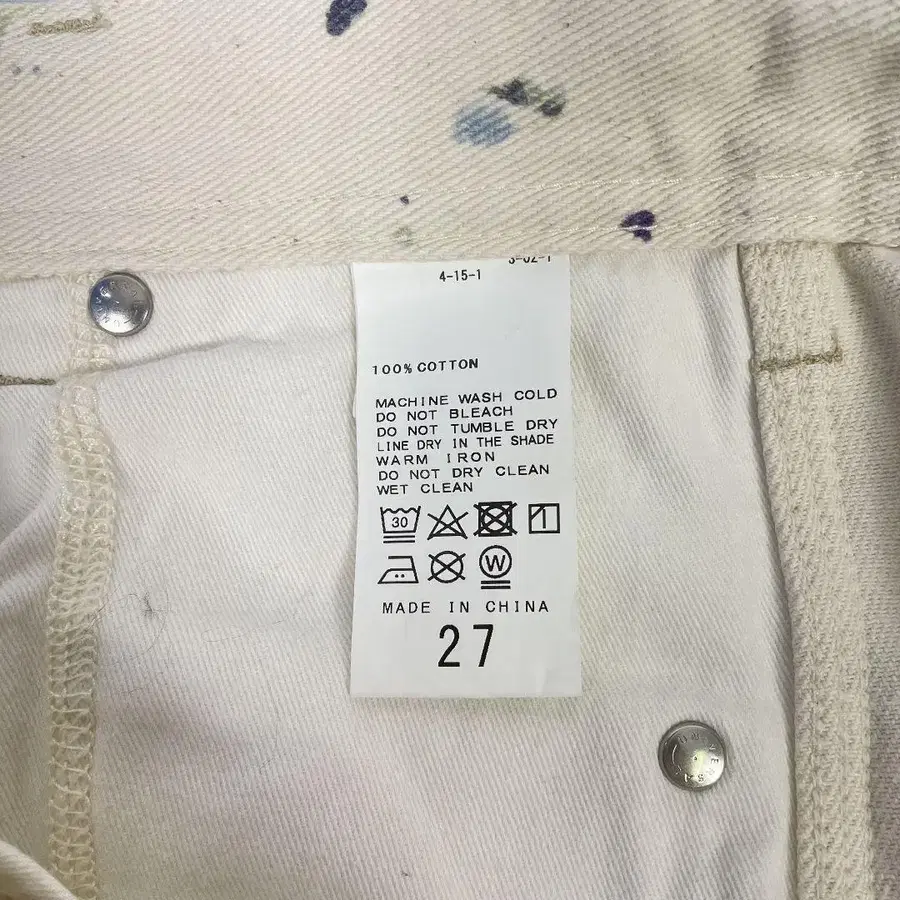 4-15-1
100% COTTON
MACHINE WASH COLD
DO NOT BLEACH
DO NOT TUMBLE DRY
LINE DRY IN THE SHADE
WARM IRON
DO NOT DRY CLEAN
WET CLEAN
30
W
MADE IN CHINA
27